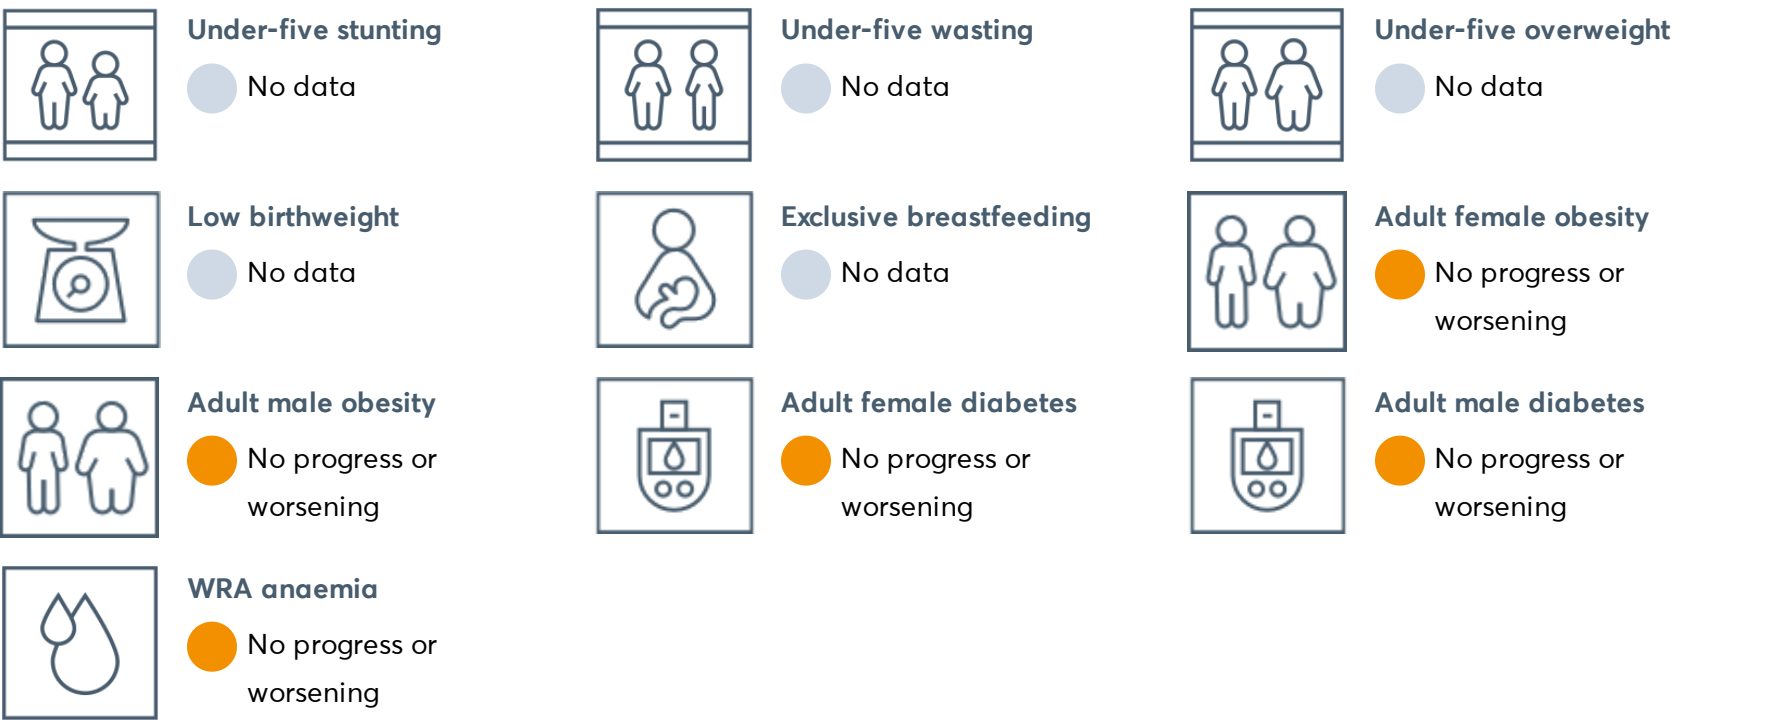 Under-five stunting
No data
Under-five wasting
No data
Under-five overweight
No data
Low birthweight
No data
Exclusive breastfeeding
No data
Adult female obesity
No progress or
worsening
Adult male obesity
No progress or
worsening
Adult female diabetes
No progress or
worsening
Adult male diabetes
No progress or
worsening
WRA anaemia
No progress or
worsening